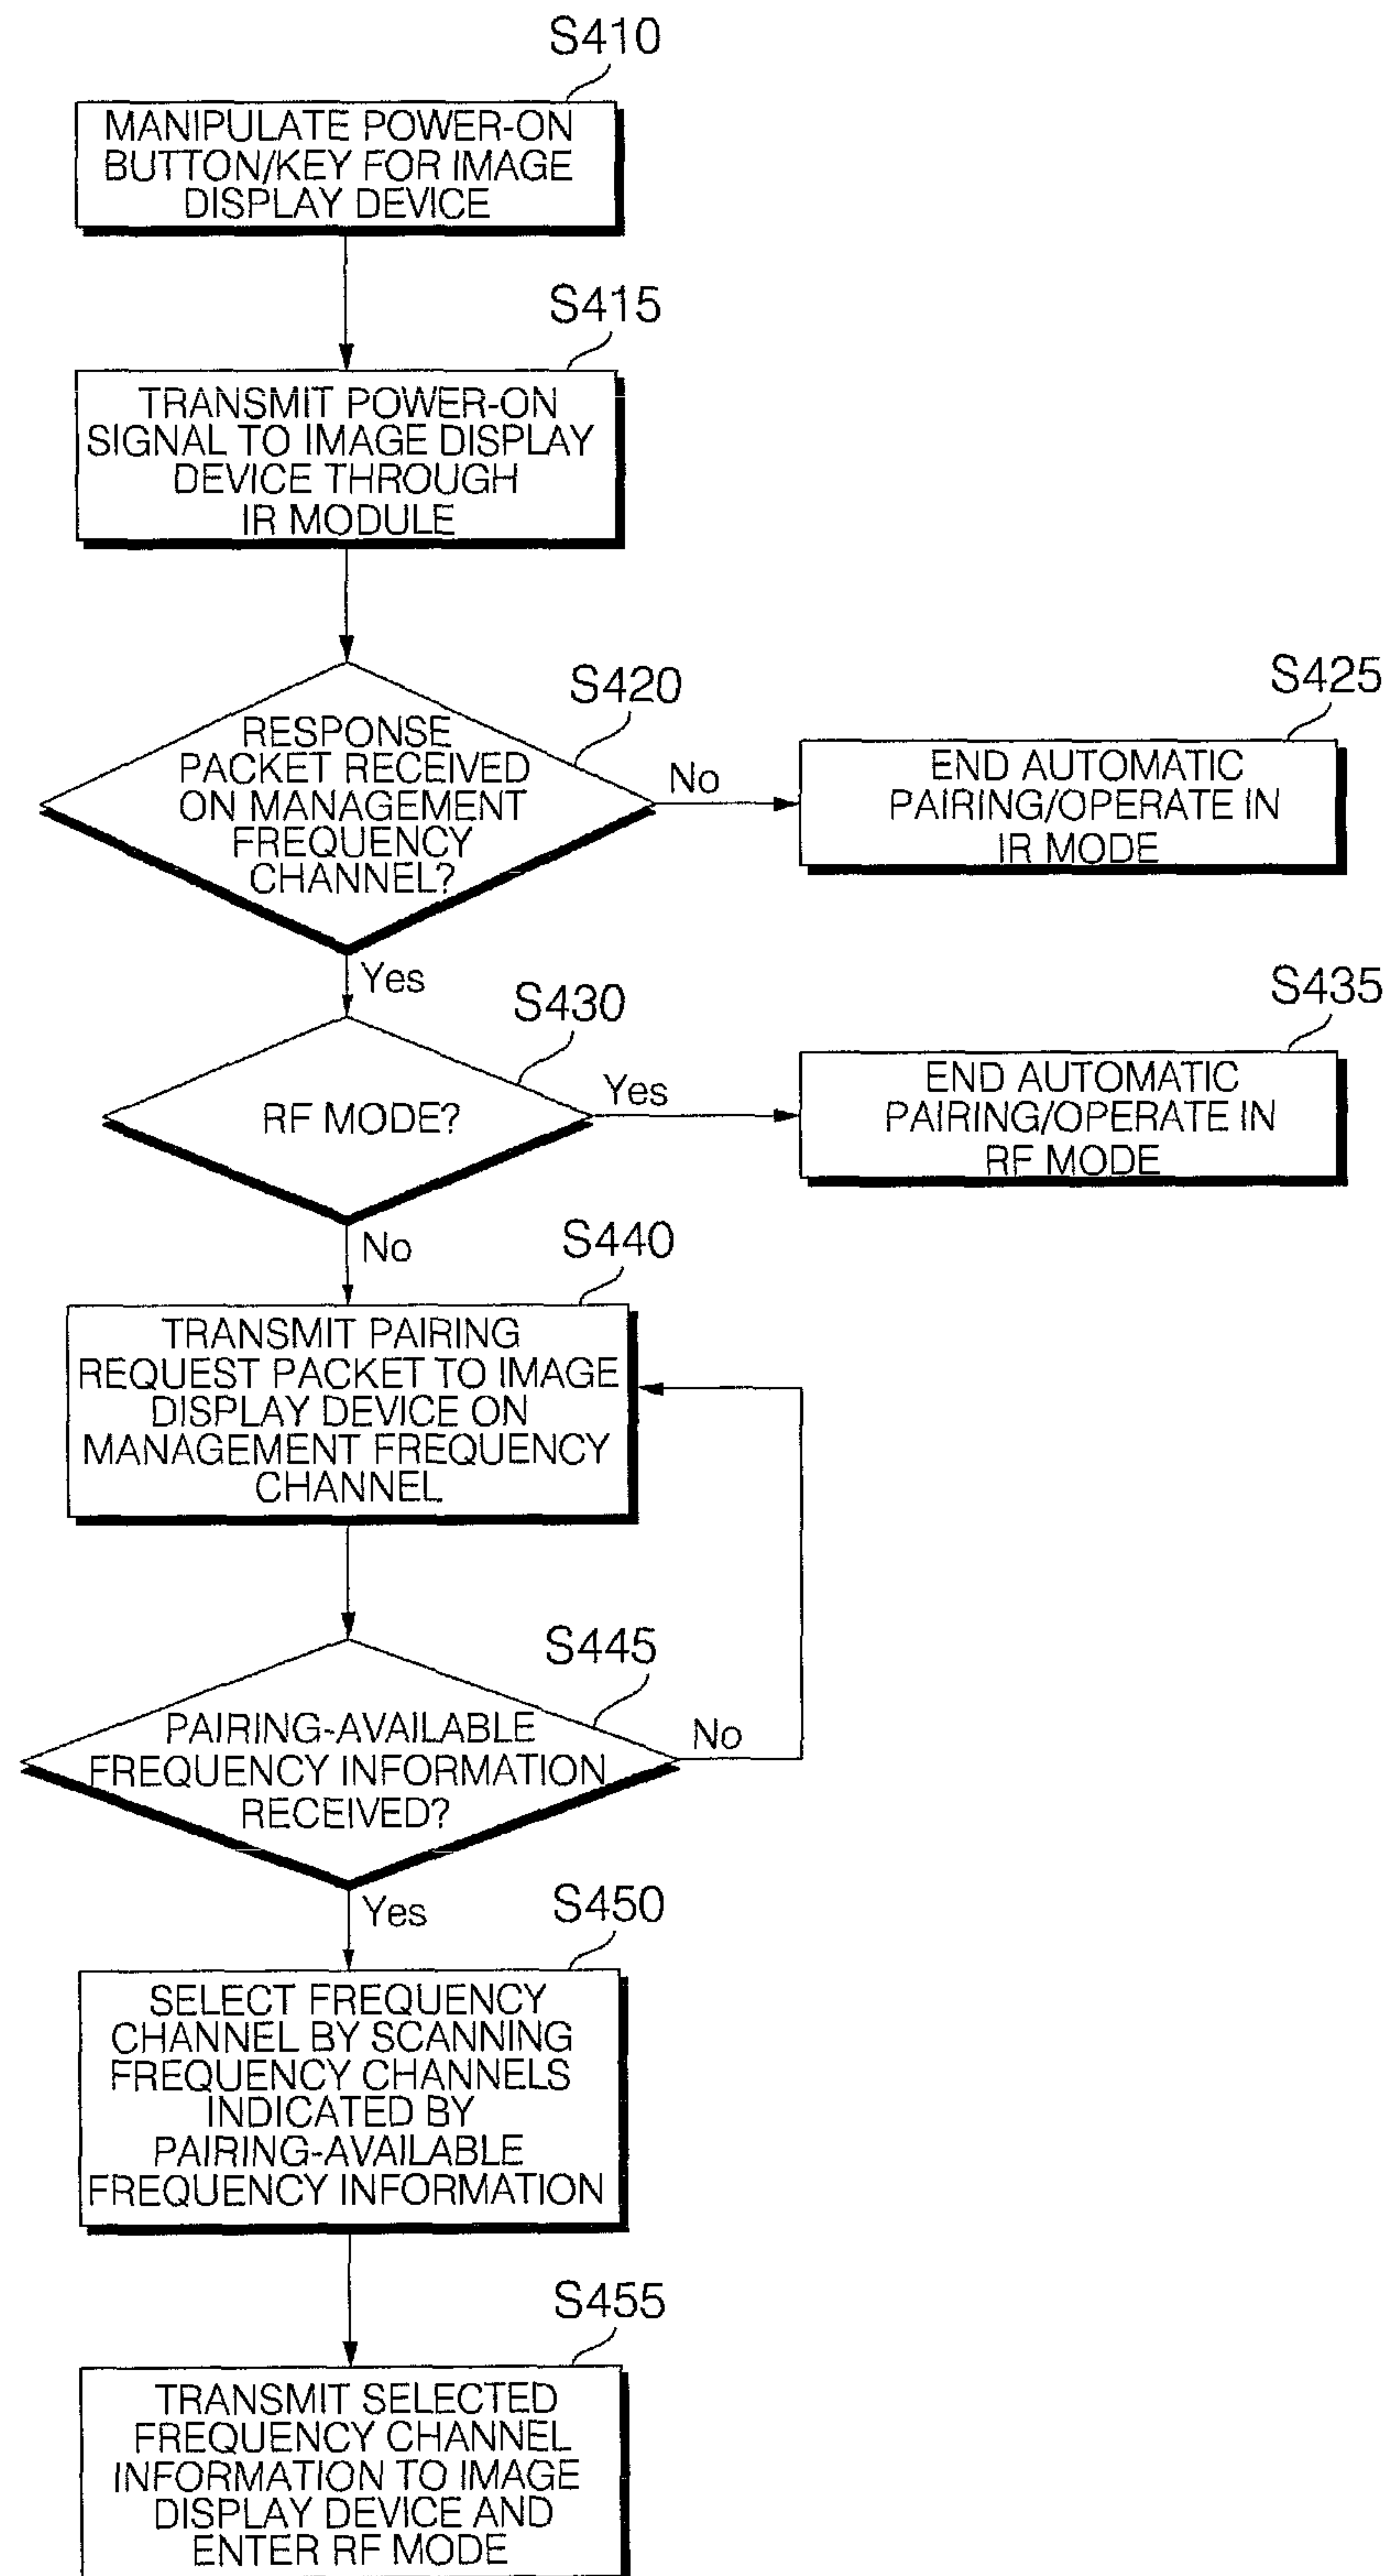 S410
MANIPULATE POWER-ON
BUTTON/KEY FOR IMAGE
DISPLAY DEVICE
S415
TRANSMIT POWER-ON
SIGNAL TO IMAGE DISPLAY
DEVICE THROUGH
IR MODULE
S420
RESPONSE
PACKET RECEIVED
ON MANAGEMENT
FREQUENCY
CHANNEL?
No
S425
END AUTOMATIC
PAIRING/OPERATE IN
IR MODE
Yes
S430
RF MODE?
Yes
S435
END AUTOMATIC
PAIRING/OPERATE IN
RF MODE
No
S440
TRANSMIT PAIRING
REQUEST PACKET TO IMAGE
DISPLAY DEVICE ON
MANAGEMENT FREQUENCY
CHANNEL
S445
PAIRING-AVAILABLE
FREQUENCY INFORMATION
RECEIVED?
No
Yes
S450
SELECT FREQUENCY
CHANNEL BY SCANNING
FREQUENCY CHANNELS
INDICATED BY
PAIRING-AVAILABLE
FREQUENCY INFORMATION
S455
TRANSMIT SELECTED
FREQUENCY CHANNEL
INFORMATION TO IMAGE
DISPLAY DEVICE AND
ENTER RF MODE